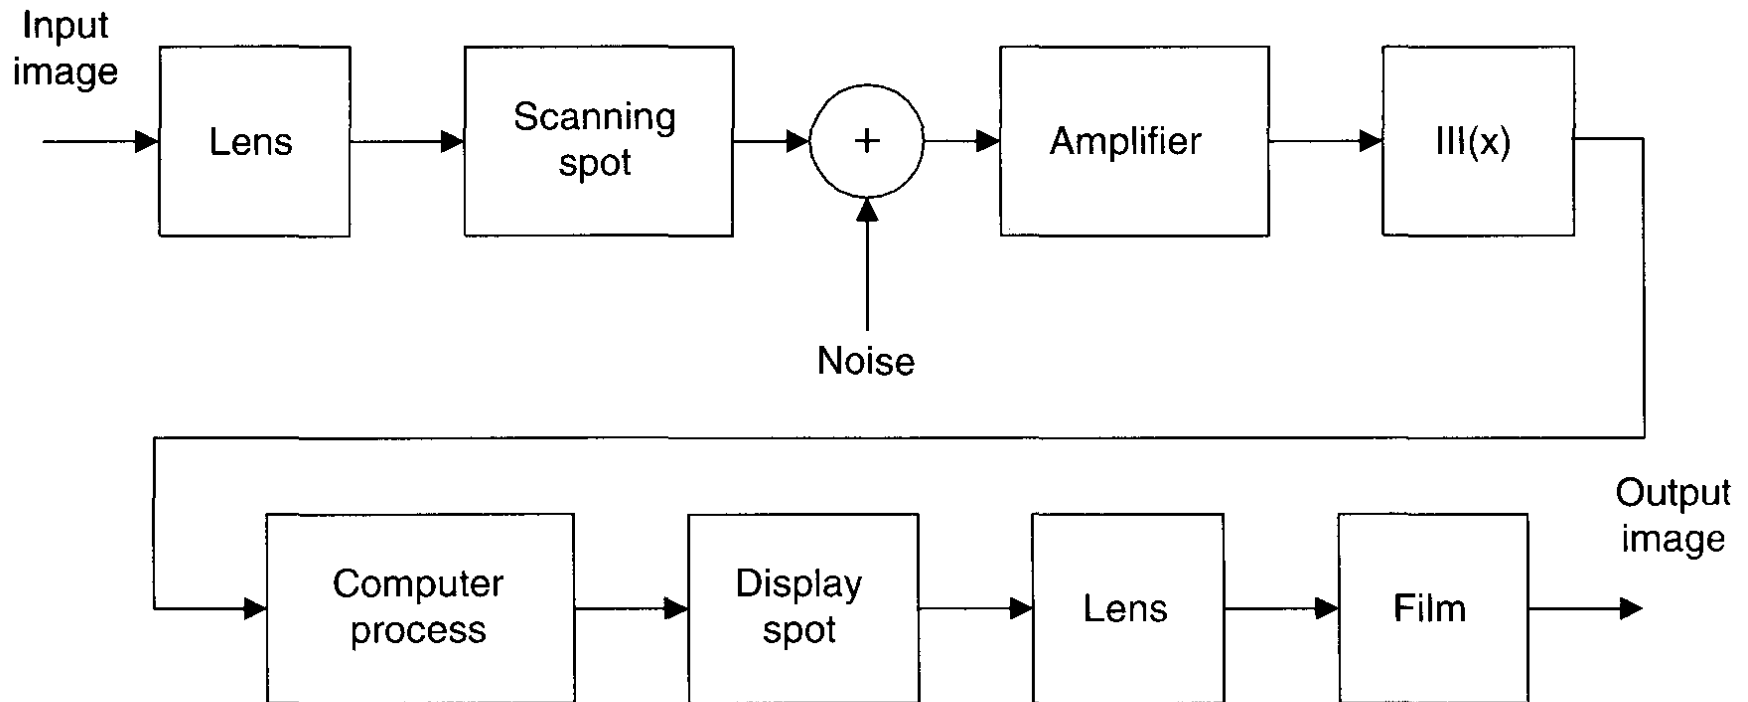 Input
image
Lens
Scanning
spot
+
Amplifier
III(x)
Noise
Computer
process
Display
spot
Lens
Film
Output
image